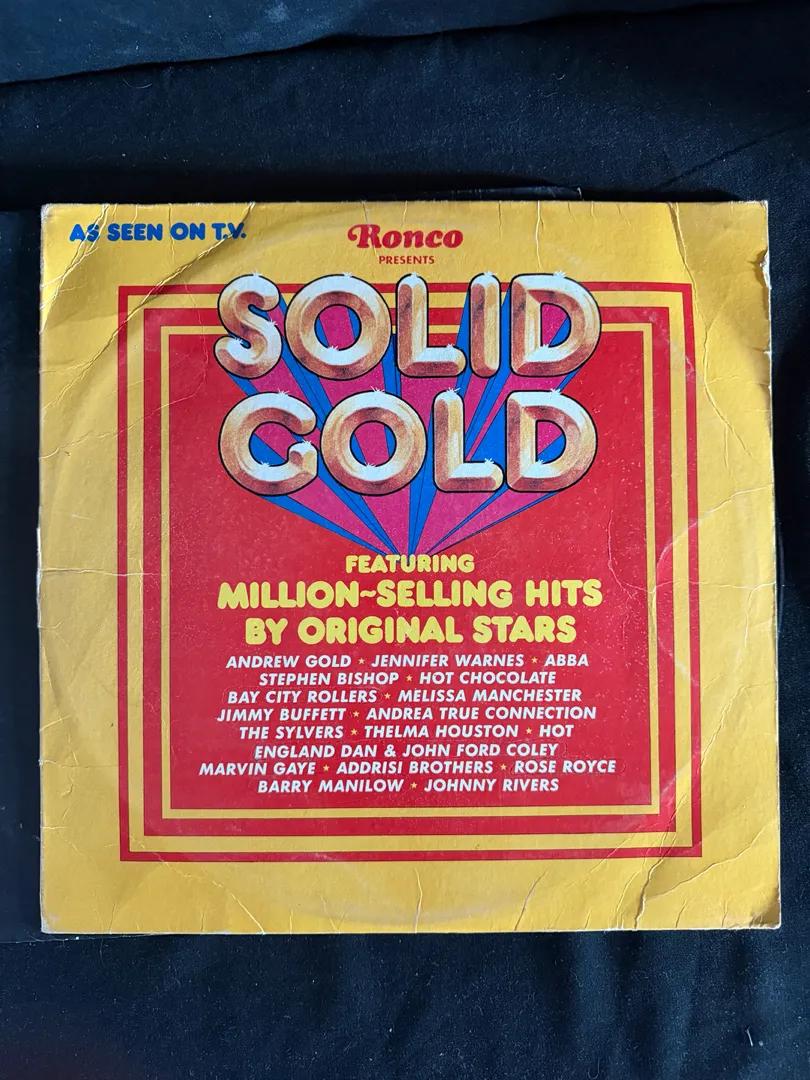 AS SEEN ON T.V.
Ronco
PRESENTS
SOLID
GOLD
FEATURING
MILLION~SELLING HITS
BY ORIGINAL STARS
ANDREW GOLD ★ JENNIFER WARNES ★ ABBA
STEPHEN BISHOP ★ HOT CHOCOLATE
BAY CITY ROLLERS ★ MELISSA MANCHESTER
JIMMY BUFFETT ★ ANDREA TRUE CONNECTION
THE SYLVERS ★ THELMA HOUSTON ★ HOT
ENGLAND DAN & JOHN FORD COLEY
MARVIN GAYE ★ ADDRISI BROTHERS ★ ROSE ROYCE
BARRY MANILOW ★ JOHNNY RIVERS